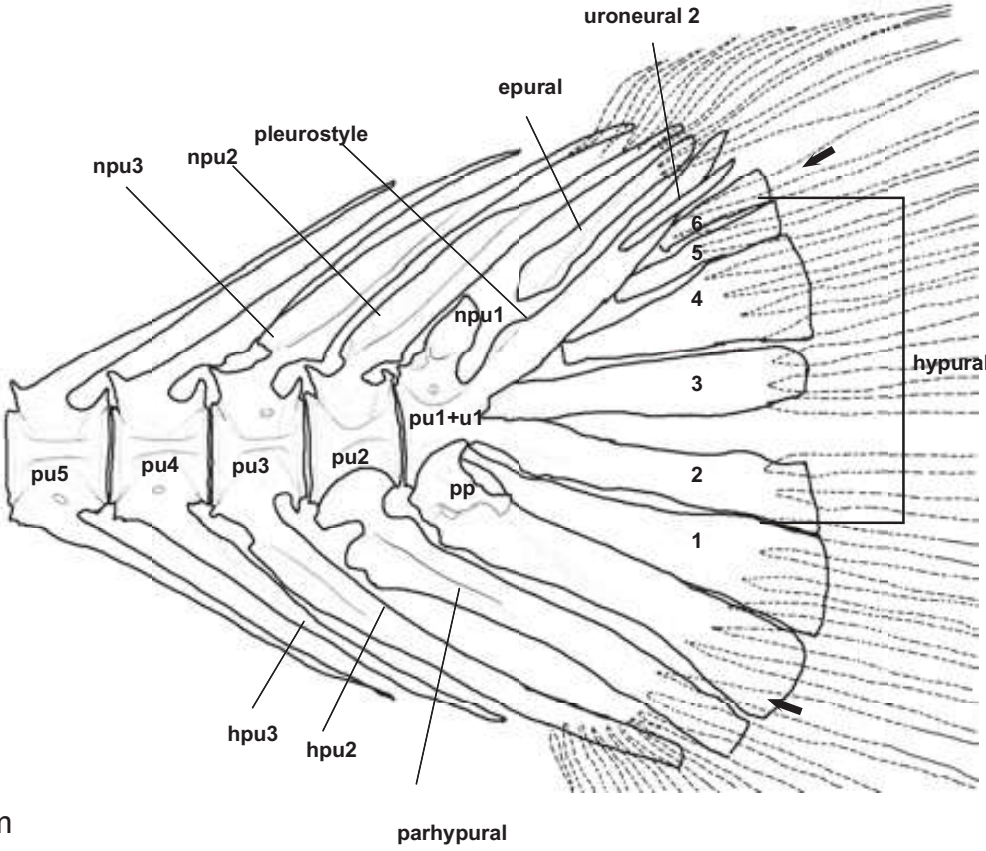 uroneural 2
epural
pleurostyle
npu2
npu3
6
5
4
npu1
hypural
3
pu1+u1
pu5
pu4
pu3
pu2
pp
2
1
hpu3
hpu2
m
parhypural